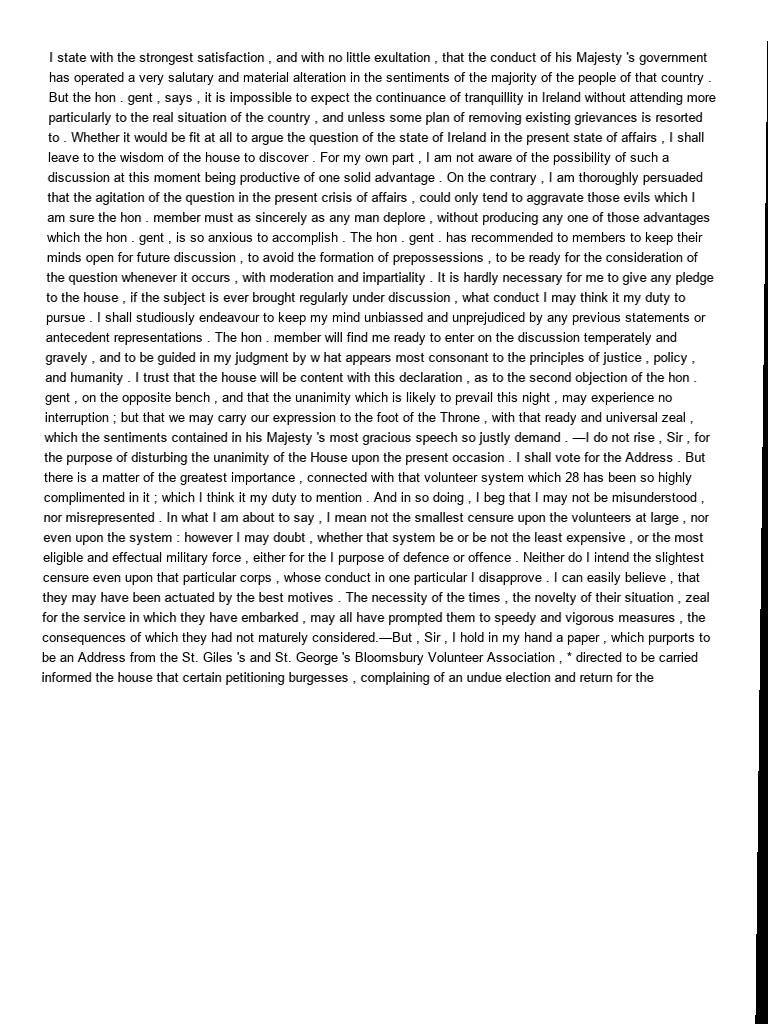 I state with the strongest satisfaction , and with no little exultation , that the conduct of his Majesty 's government
has operated a very salutary and material alteration in the sentiments of the majority of the people of that country .
But the hon . gent , says , it is impossible to expect the continuance of tranquillity in Ireland without attending more
particularly to the real situation of the country , and unless some plan of removing existing grievances is resorted
to . Whether it would be fit at all to argue the question of the state of Ireland in the present state of affairs , I shall
leave to the wisdom of the house to discover . For my own part , I am not aware of the possibility of such a
discussion at this moment being productive of one solid advantage . On the contrary , I am thoroughly persuaded
that the agitation of the question in the present crisis of affairs , could only tend to aggravate those evils which I
am sure the hon . member must as sincerely as any man deplore , without producing any one of those advantages
which the hon . gent , is so anxious to accomplish . The hon . gent . has recommended to members to keep their
minds open for future discussion , to avoid the formation of prepossessions , to be ready for the consideration of
the question whenever it occurs , with moderation and impartiality . It is hardly necessary for me to give any pledge
to the house , if the subject is ever brought regularly under discussion , what conduct I may think it my duty to
pursue . I shall studiously endeavour to keep my mind unbiassed and unprejudiced by any previous statements or
antecedent representations . The hon . member will find me ready to enter on the discussion temperately and
gravely , and to be guided in my judgment by w hat appears most consonant to the principles of justice , policy ,
and humanity . I trust that the house will be content with this declaration , as to the second objection of the hon .
gent , on the opposite bench , and that the unanimity which is likely to prevail this night , may experience no
interruption ; but that we may carry our expression to the foot of the Throne , with that ready and universal zeal ,
which the sentiments contained in his Majesty 's most gracious speech so justly demand . —I do not rise , Sir , for
the purpose of disturbing the unanimity of the House upon the present occasion . I shall vote for the Address . But
there is a matter of the greatest importance , connected with that volunteer system which 28 has been so highly
complimented in it ; which I think it my duty to mention . And in so doing , I beg that I may not be misunderstood ,
nor misrepresented . In what I am about to say , I mean not the smallest censure upon the volunteers at large , nor
even upon the system : however I may doubt , whether that system be or be not the least expensive , or the most
eligible and effectual military force , either for the I purpose of defence or offence . Neither do I intend the slightest
censure even upon that particular corps , whose conduct in one particular I disapprove . I can easily believe , that
they may have been actuated by the best motives . The necessity of the times , the novelty of their situation , zeal
for the service in which they have embarked , may all have prompted them to speedy and vigorous measures , the
consequences of which they had not maturely considered.—But , Sir , I hold in my hand a paper , which purports to
be an Address from the St. Giles 's and St. George 's Bloomsbury Volunteer Association , * directed to be carried
informed the house that certain petitioning burgesses , complaining of an undue election and return for the